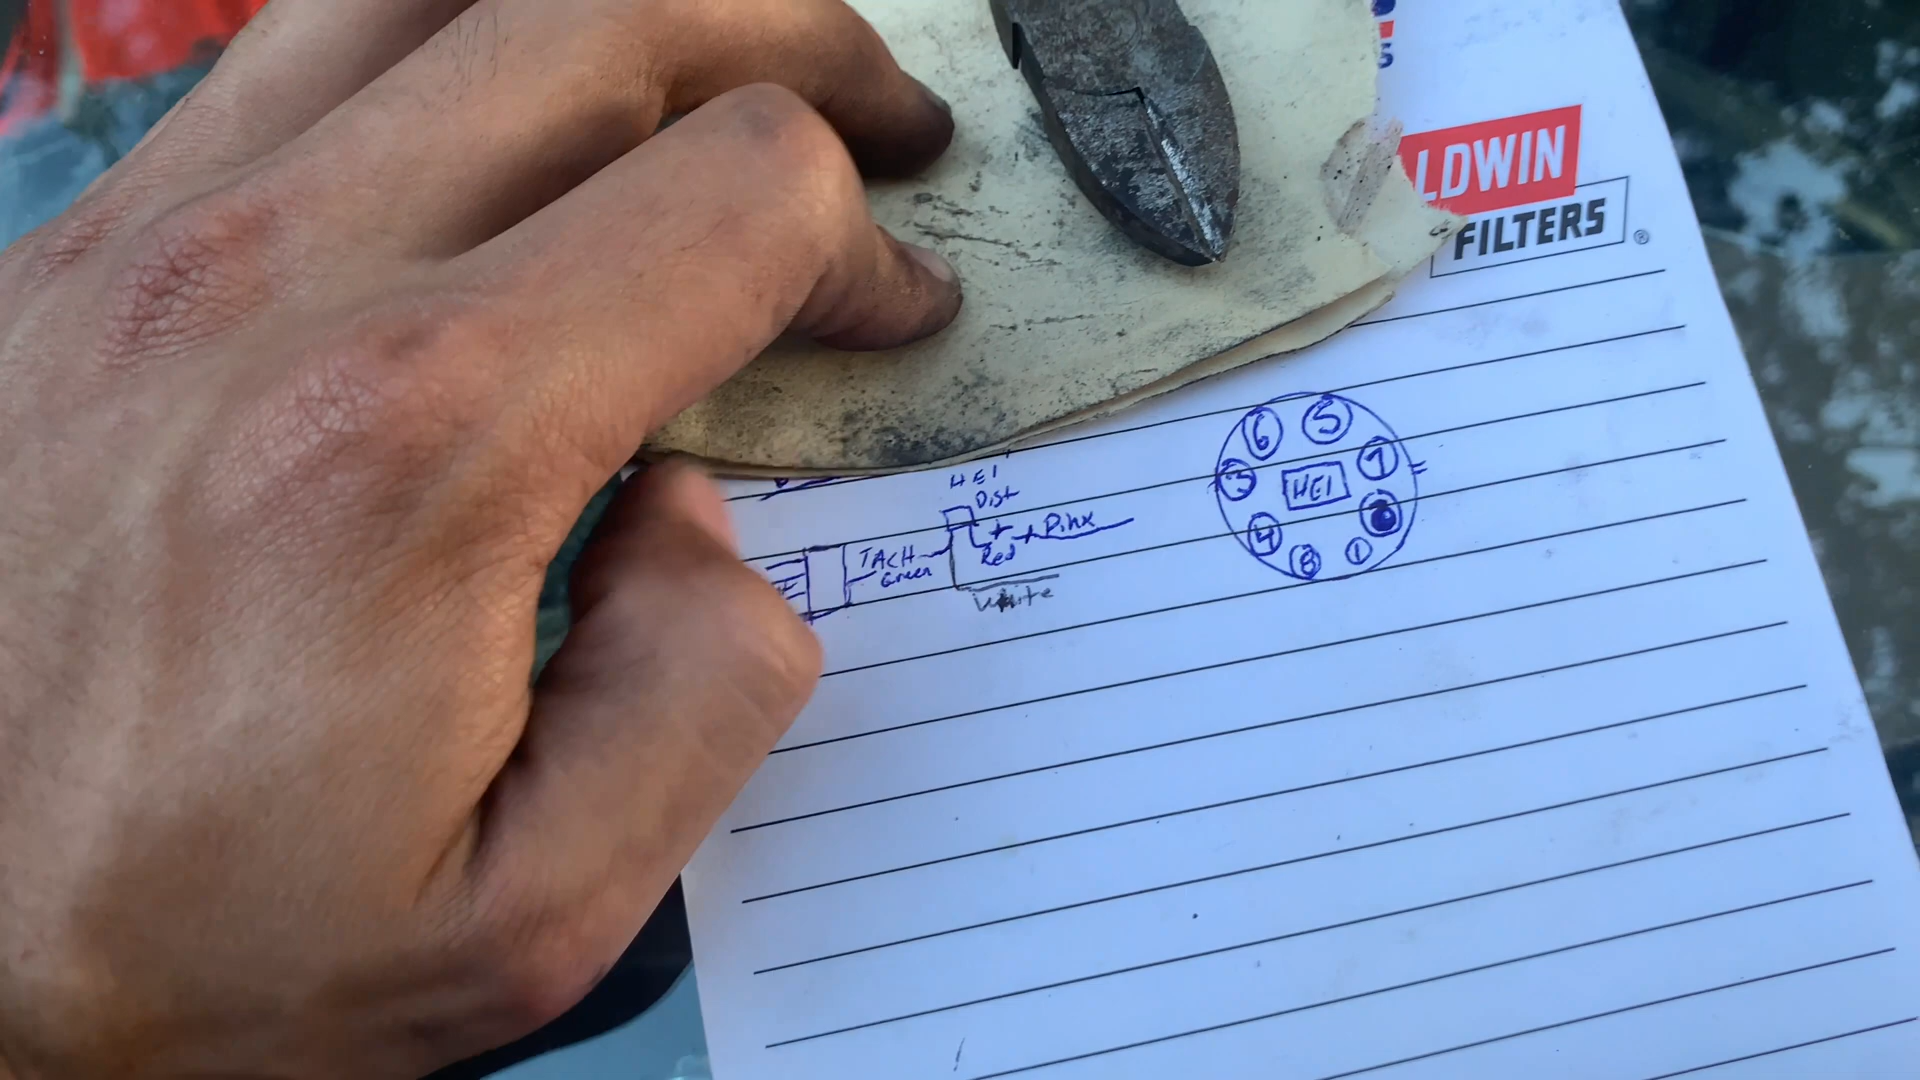 S
LDWIN
FILTERS®
HEI
Dist
+
Red + Pink
TACH
Green
White
6 5
3 HEI 7
4
8 1